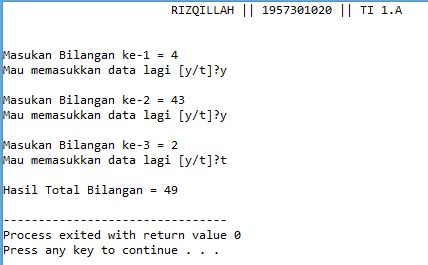 RIZQILLAH || 1957301020 || TI 1.A
Masukan Bilangan ke-1 = 4
Mau memasukkan data lagi [y/t]?y
Masukan Bilangan ke-2 = 43
Mau memasukkan data lagi [y/t]?y
Masukan Bilangan ke-3 = 2
Mau memasukkan data lagi [y/t]?t
Hasil Total Bilangan = 49
--------------------------------
Process exited with return value 0
Press any key to continue . . .